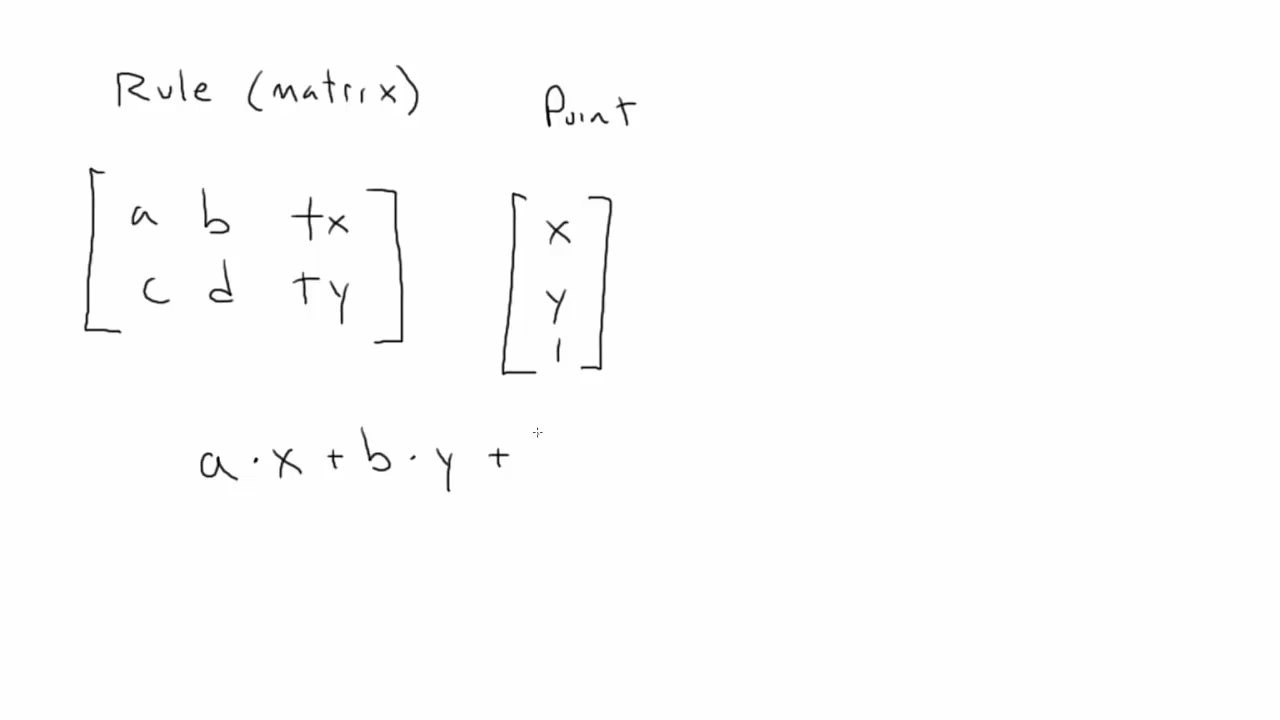 Rule (matrix)
Point
a b tx
c d ty
x
y
1
a · x + b · y +